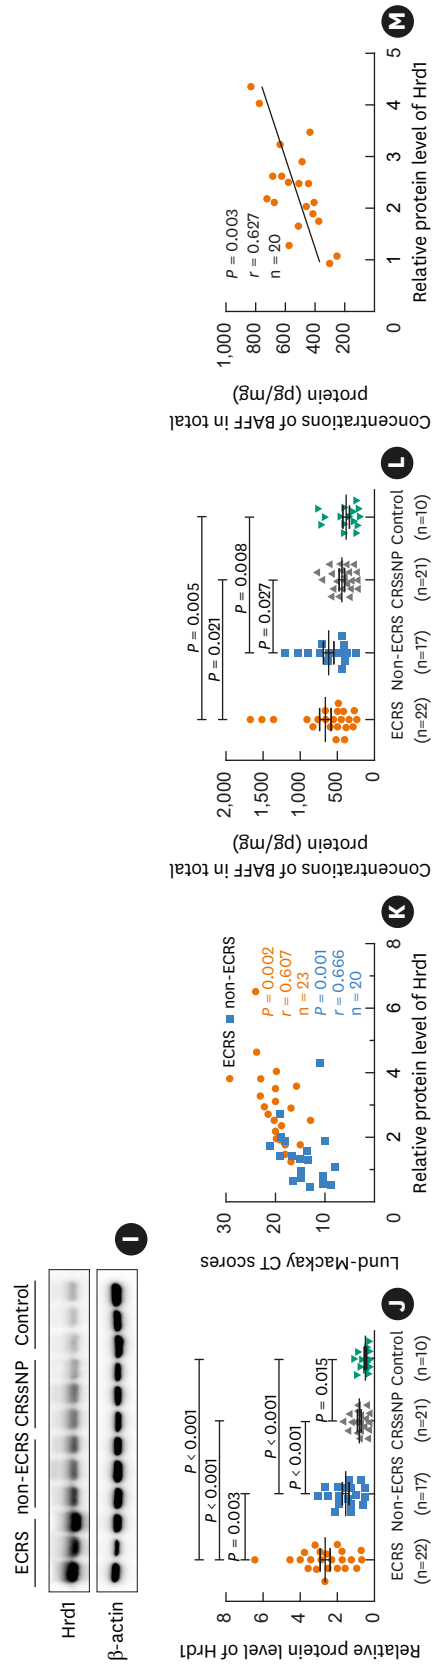 ECRS non-ECRS CRSsNP Control
Hrd1
β-actin
I
Relative protein level of Hrd1
8
6
4
2
0
P < 0.001
P < 0.001
P = 0.003
P < 0.001
P < 0.001
P = 0.015
ECRS Non-ECRS CRSsNP Control
(n=22) (n=17) (n=21) (n=10)
J
Lund-Mackay CT scores
30
20
10
0
ECRS non-ECRS
P = 0.002
r = 0.607
n = 23
P = 0.001
r = 0.666
n = 20
2 4 6 8
Relative protein level of Hrd1
K
Concentrations of BAFF in total
protein (pg/mg)
2,000
1,500
1,000
500
0
P = 0.005
P = 0.021
P = 0.008
P = 0.027
ECRS Non-ECRS CRSsNP Control
(n=22) (n=17) (n=21) (n=10)
L
Concentrations of BAFF in total
protein (pg/mg)
1,000
800
600
400
200
0
P = 0.003
r = 0.627
n = 20
1 2 3 4 5
Relative protein level of Hrd1
M